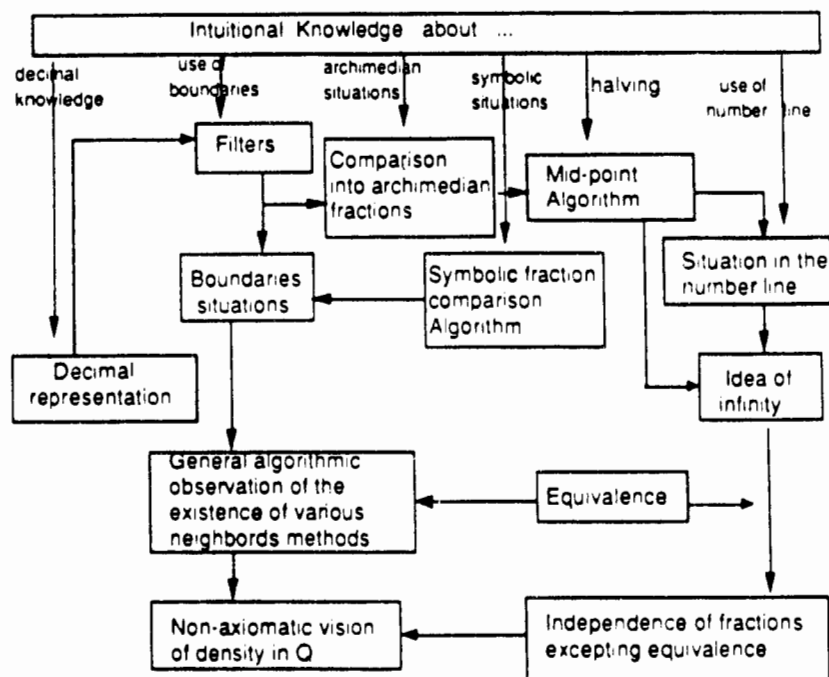 Intuitional Knowledge about ...
decimal
knowledge
use of
boundaries
archimedian
situations
symbolic
situations
halving
use of
number line
Filters
Comparison
into archimedian
fractions
Mid-point
Algorithm
Boundaries
situations
Symbolic fraction
comparison
Algorithm
Situation in the
number line
Decimal
representation
Idea of
infinity
General algorithmic
observation of the
existence of various
neighbords methods
Equivalence
Non-axiomatic vision
of density in Q
Independence of fractions
excepting equivalence